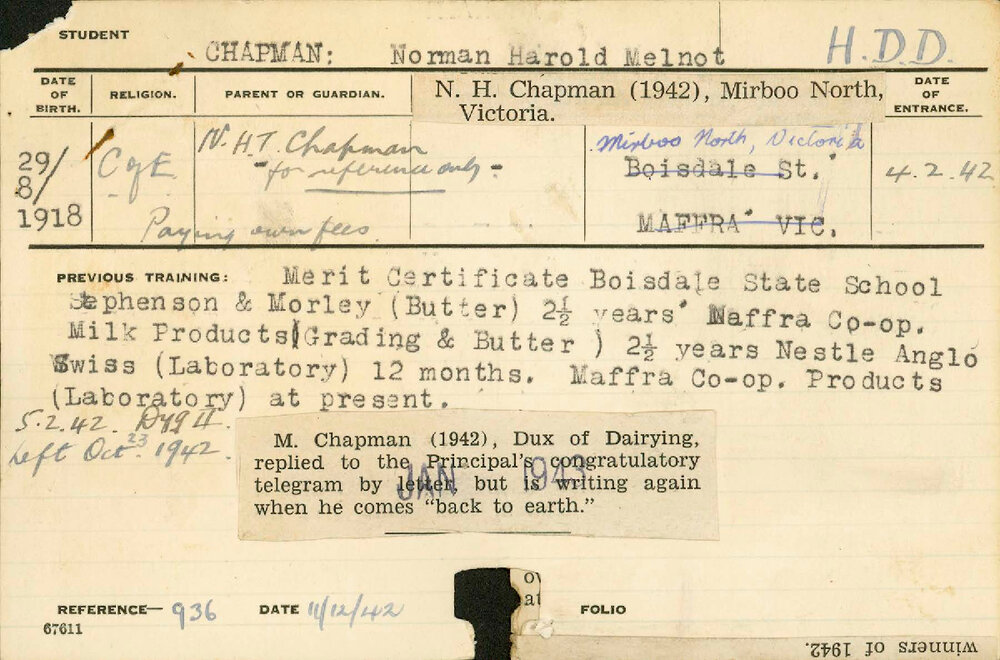 STUDENT
CHAPMAN: Norman Harold Melnot H.D.D.
DATE OF BIRTH. RELIGION. PARENT OR GUARDIAN. N. H. Chapman (1942), Mirboo North, Victoria. DATE OF ENTRANCE.
29/8/1918 C of E N.H.T. Chapman Mirboo North, Victoria 4.2.42
- for reference only - Boisdale St.
Paying own fees. MAFFRA VIC.
PREVIOUS TRAINING: Merit Certificate Boisdale State School
Stephenson & Morley (Butter) 2½ years Maffra Co-op.
Milk Products(Grading & Butter ) 2½ years Nestle Anglo
Swiss (Laboratory) 12 months. Maffra Co-op. Products
(Laboratory) at present.
5.2.42. Dyg II.
Left Oct. 23 1942.
M. Chapman (1942), Dux of Dairying,
replied to the Principal's congratulatory
telegram by letter but is writing again
when he comes "back to earth."
JAN 1943
REFERENCE— 936 DATE 11/12/42 FOLIO
67611
winners of 1942.